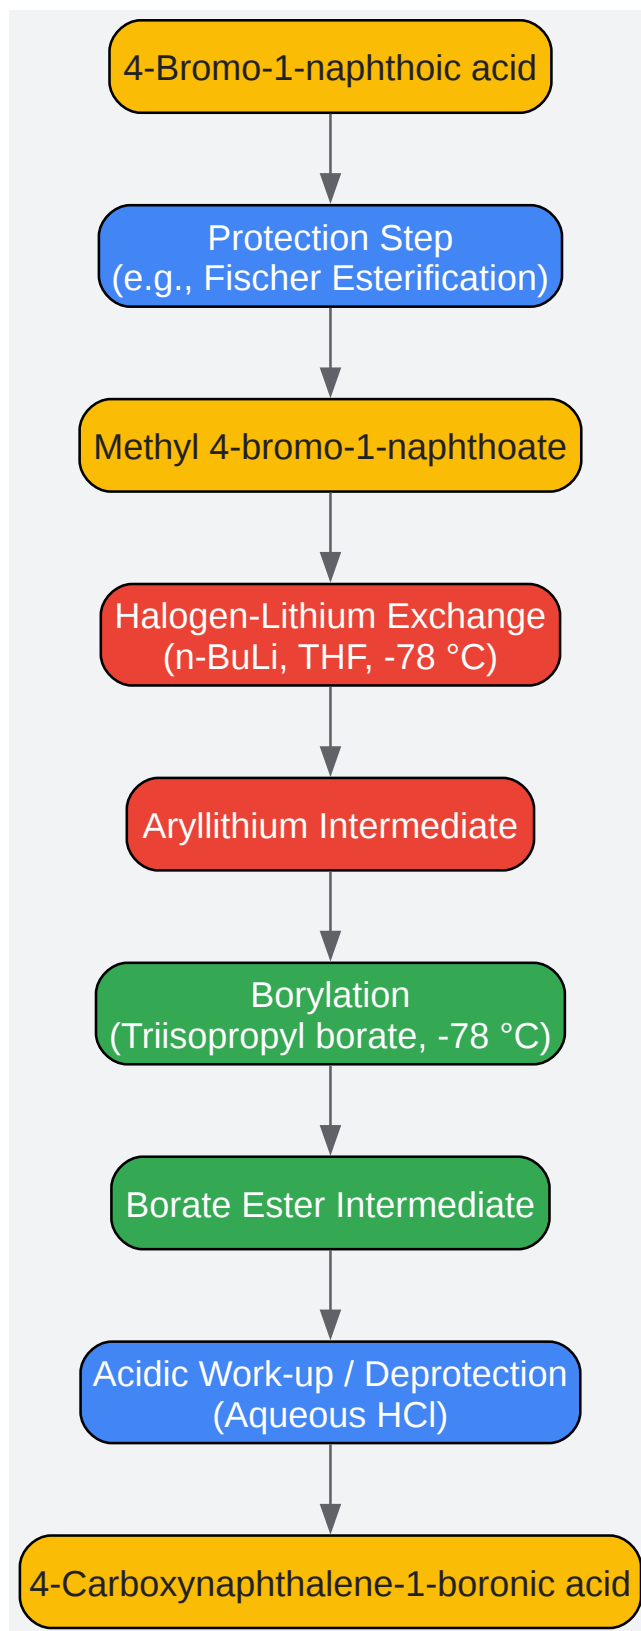 4-Bromo-1-naphthoic acid
Protection Step
(e.g., Fischer Esterification)
Methyl 4-bromo-1-naphthoate
Halogen-Lithium Exchange
(n-BuLi, THF, -78 °C)
Aryllithium Intermediate
Borylation
(Triisopropyl borate, -78 °C)
Borate Ester Intermediate
Acidic Work-up / Deprotection
(Aqueous HCl)
4-Carboxynaphthalene-1-boronic acid